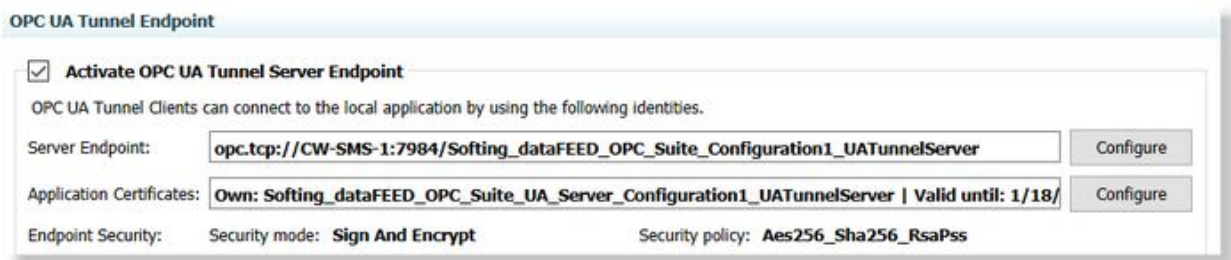 OPC UA Tunnel Endpoint
Activate OPC UA Tunnel Server Endpoint
OPC UA Tunnel Clients can connect to the local application by using the following identities.
Server Endpoint: opc.tcp://CW-SMS-1:7984/Softing_dataFEED_OPC_Suite_Configuration1_UATunnelServer Configure
Application Certificates: Own: Softing_dataFEED_OPC_Suite_UA_Server_Configuration1_UATunnelServer | Valid until: 1/18/ Configure
Endpoint Security: Security mode: Sign And Encrypt Security policy: Aes256_Sha256_RsaPss